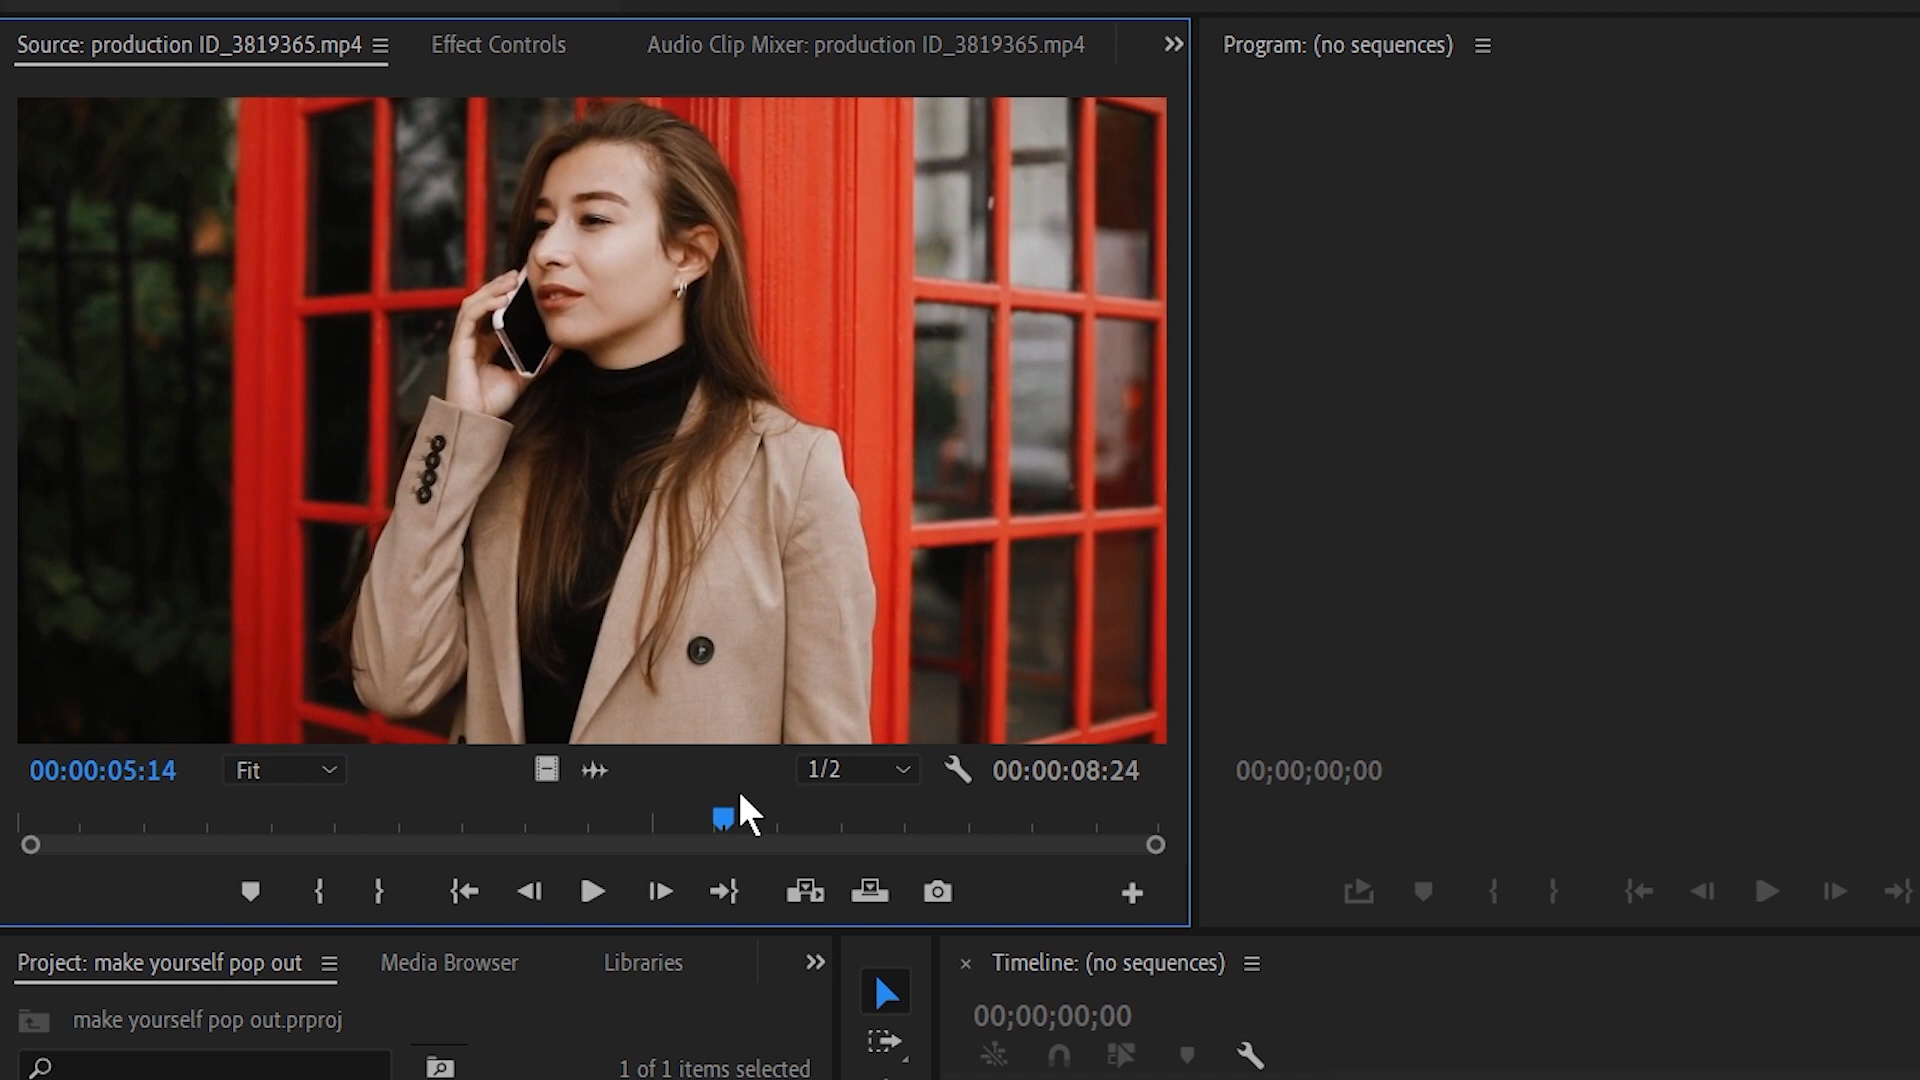 Source: production ID_3819365.mp4 Effect Controls Audio Clip Mixer: production ID_3819365.mp4 Program: (no sequences)
00:00:05:14 Fit 1/2 00:00:08:24 00;00;00;00
Project: make yourself pop out Media Browser Libraries Timeline: (no sequences)
make yourself pop out.prproj 00;00;00;00
1 of 1 items selected